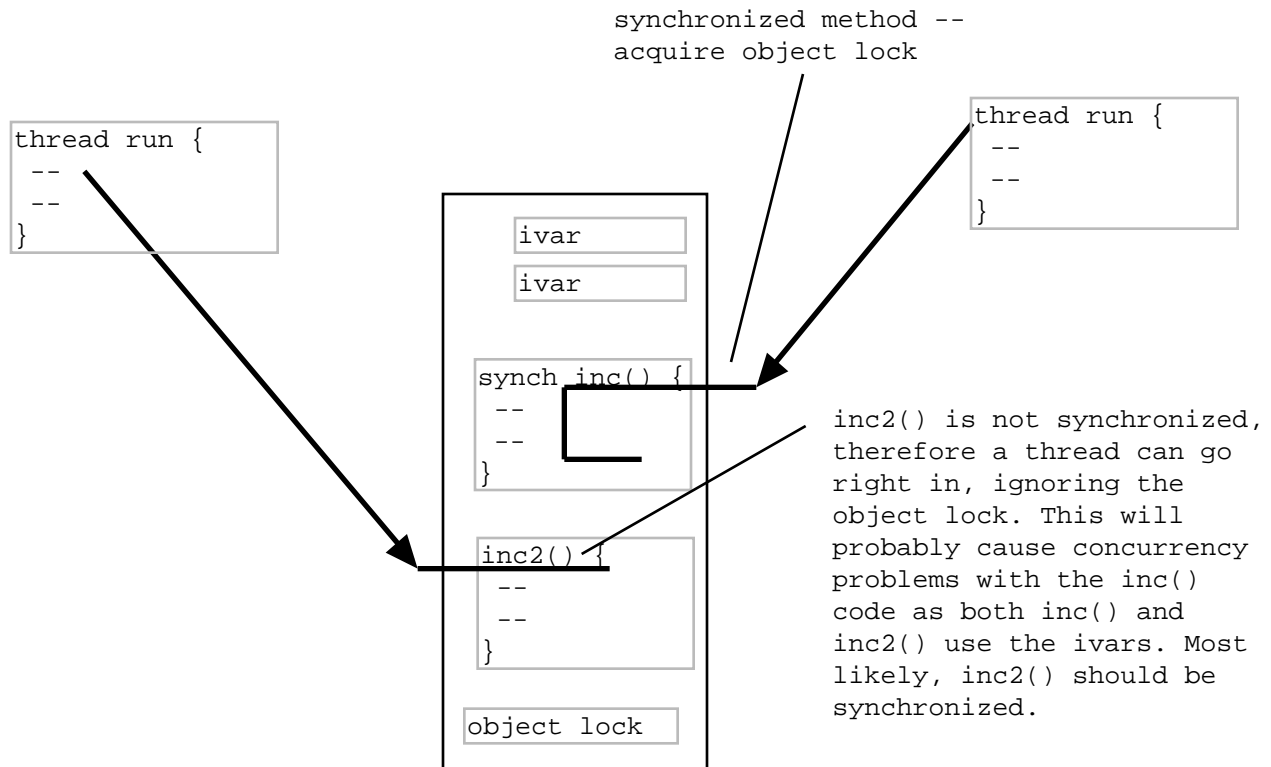 synchronized method --
acquire object lock
thread run {
--
--
}
thread run {
--
--
}
ivar
ivar
synch inc() {
--
--
}
inc2() {
--
--
}
object lock
inc2() is not synchronized,
therefore a thread can go
right in, ignoring the
object lock. This will
probably cause concurrency
problems with the inc()
code as both inc() and
inc2() use the ivars. Most
likely, inc2() should be
synchronized.